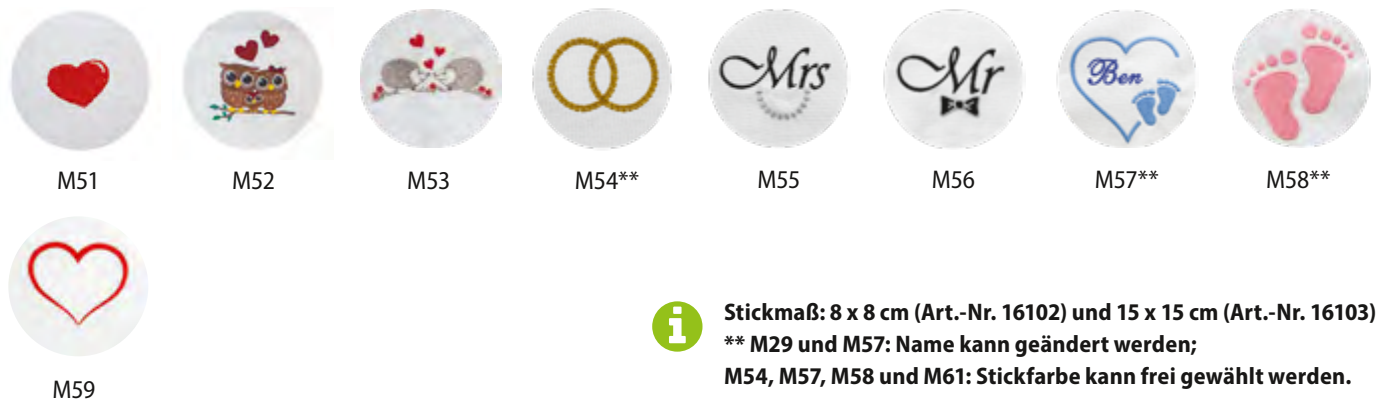 Mrs
Mr
Ben
M51 M52 M53 M54** M55 M56 M57** M58**
M59
Stickmaß: 8 x 8 cm (Art.-Nr. 16102) und 15 x 15 cm (Art.-Nr. 16103)
** M29 und M57: Name kann geändert werden;
M54, M57, M58 und M61: Stickfarbe kann frei gewählt werden.